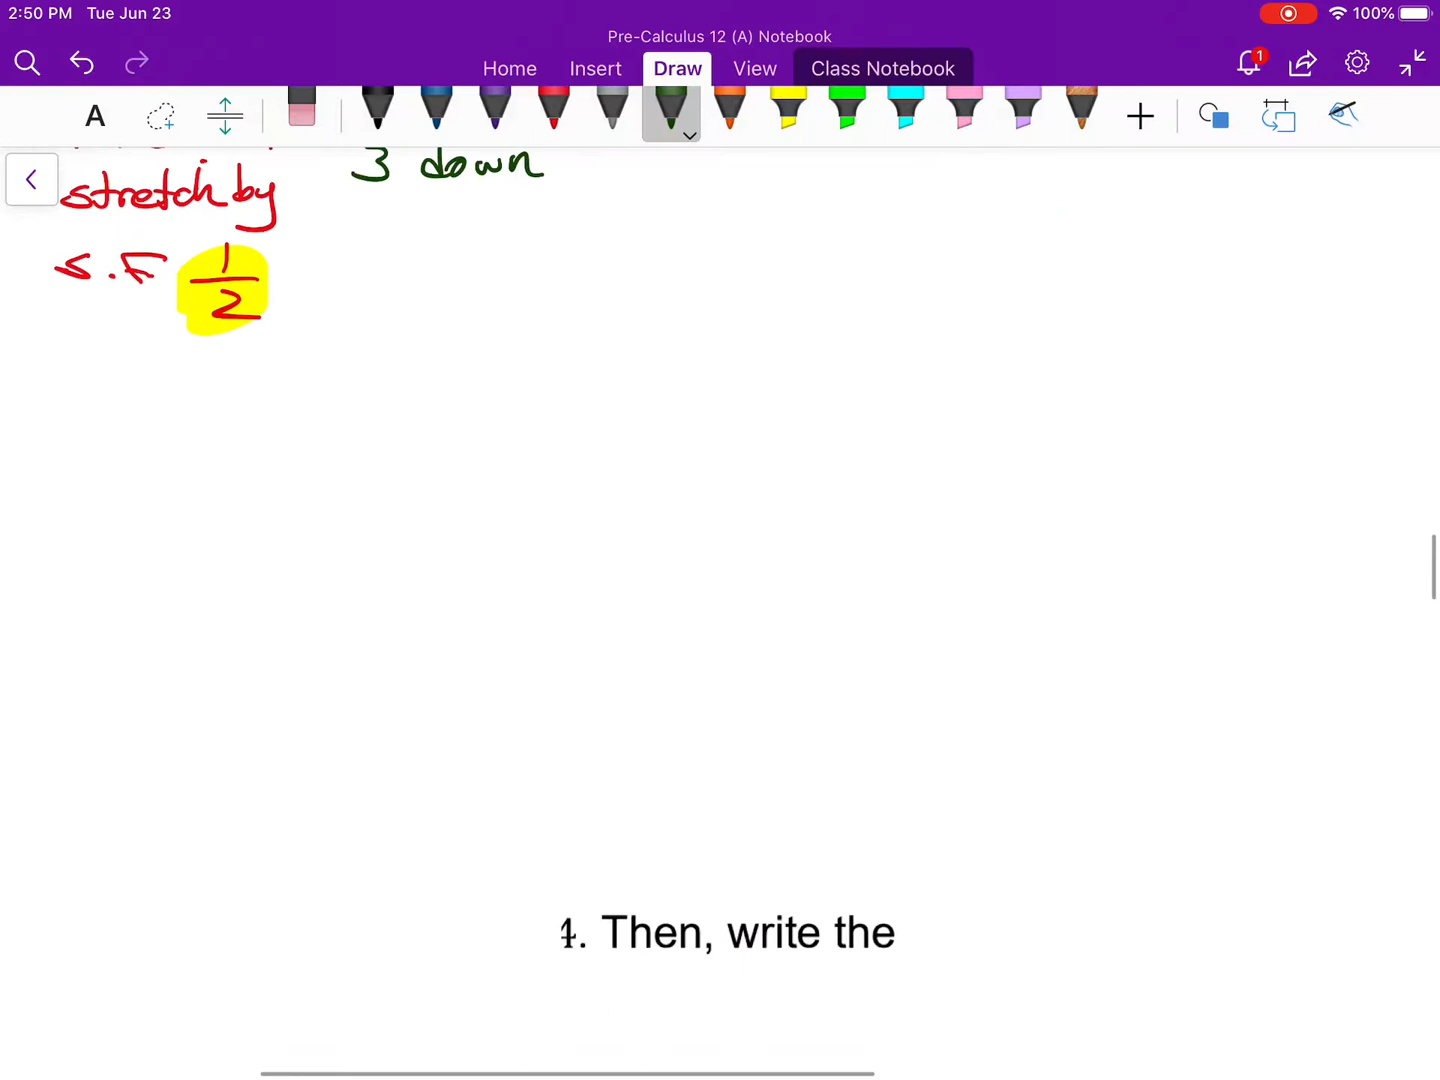 2:50 PM Tue Jun 23
100%
Pre-Calculus 12 (A) Notebook
Home Insert Draw View Class Notebook
1
A
3 down
stretch by
S.F 1/2
4. Then, write the